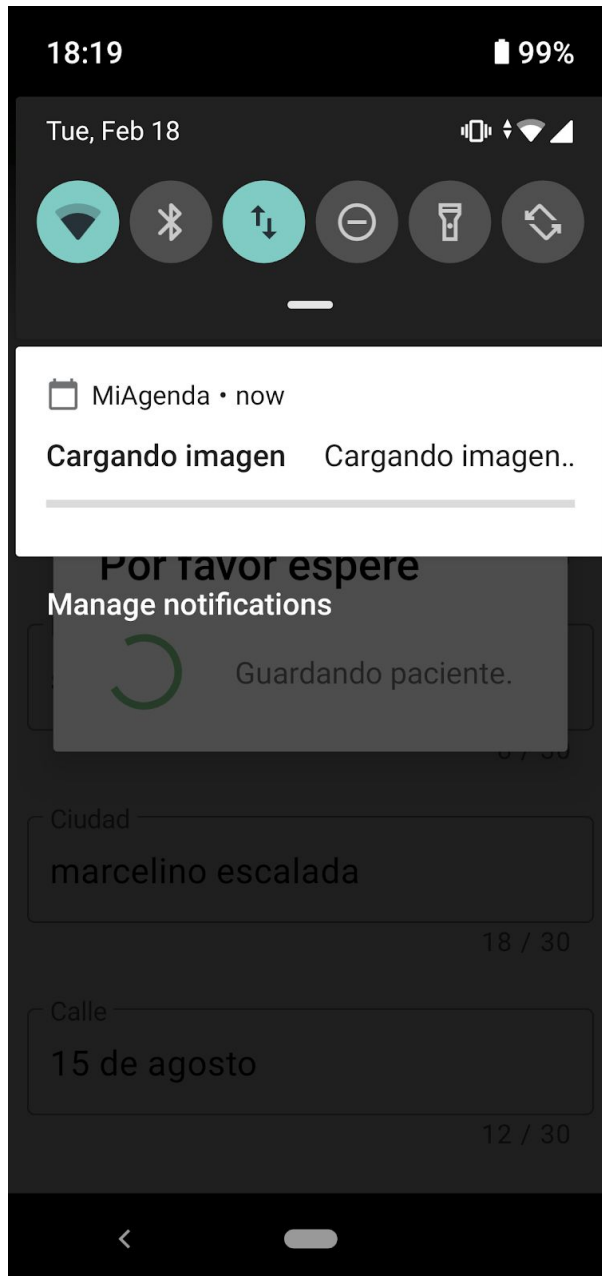 18:19 99%
Tue, Feb 18
MiAgenda • now
Cargando imagen Cargando imagen..
Por favor espere
Manage notifications
Guardando paciente.
Ciudad
marcelino escalada
18 / 30
Calle
15 de agosto
12 / 30